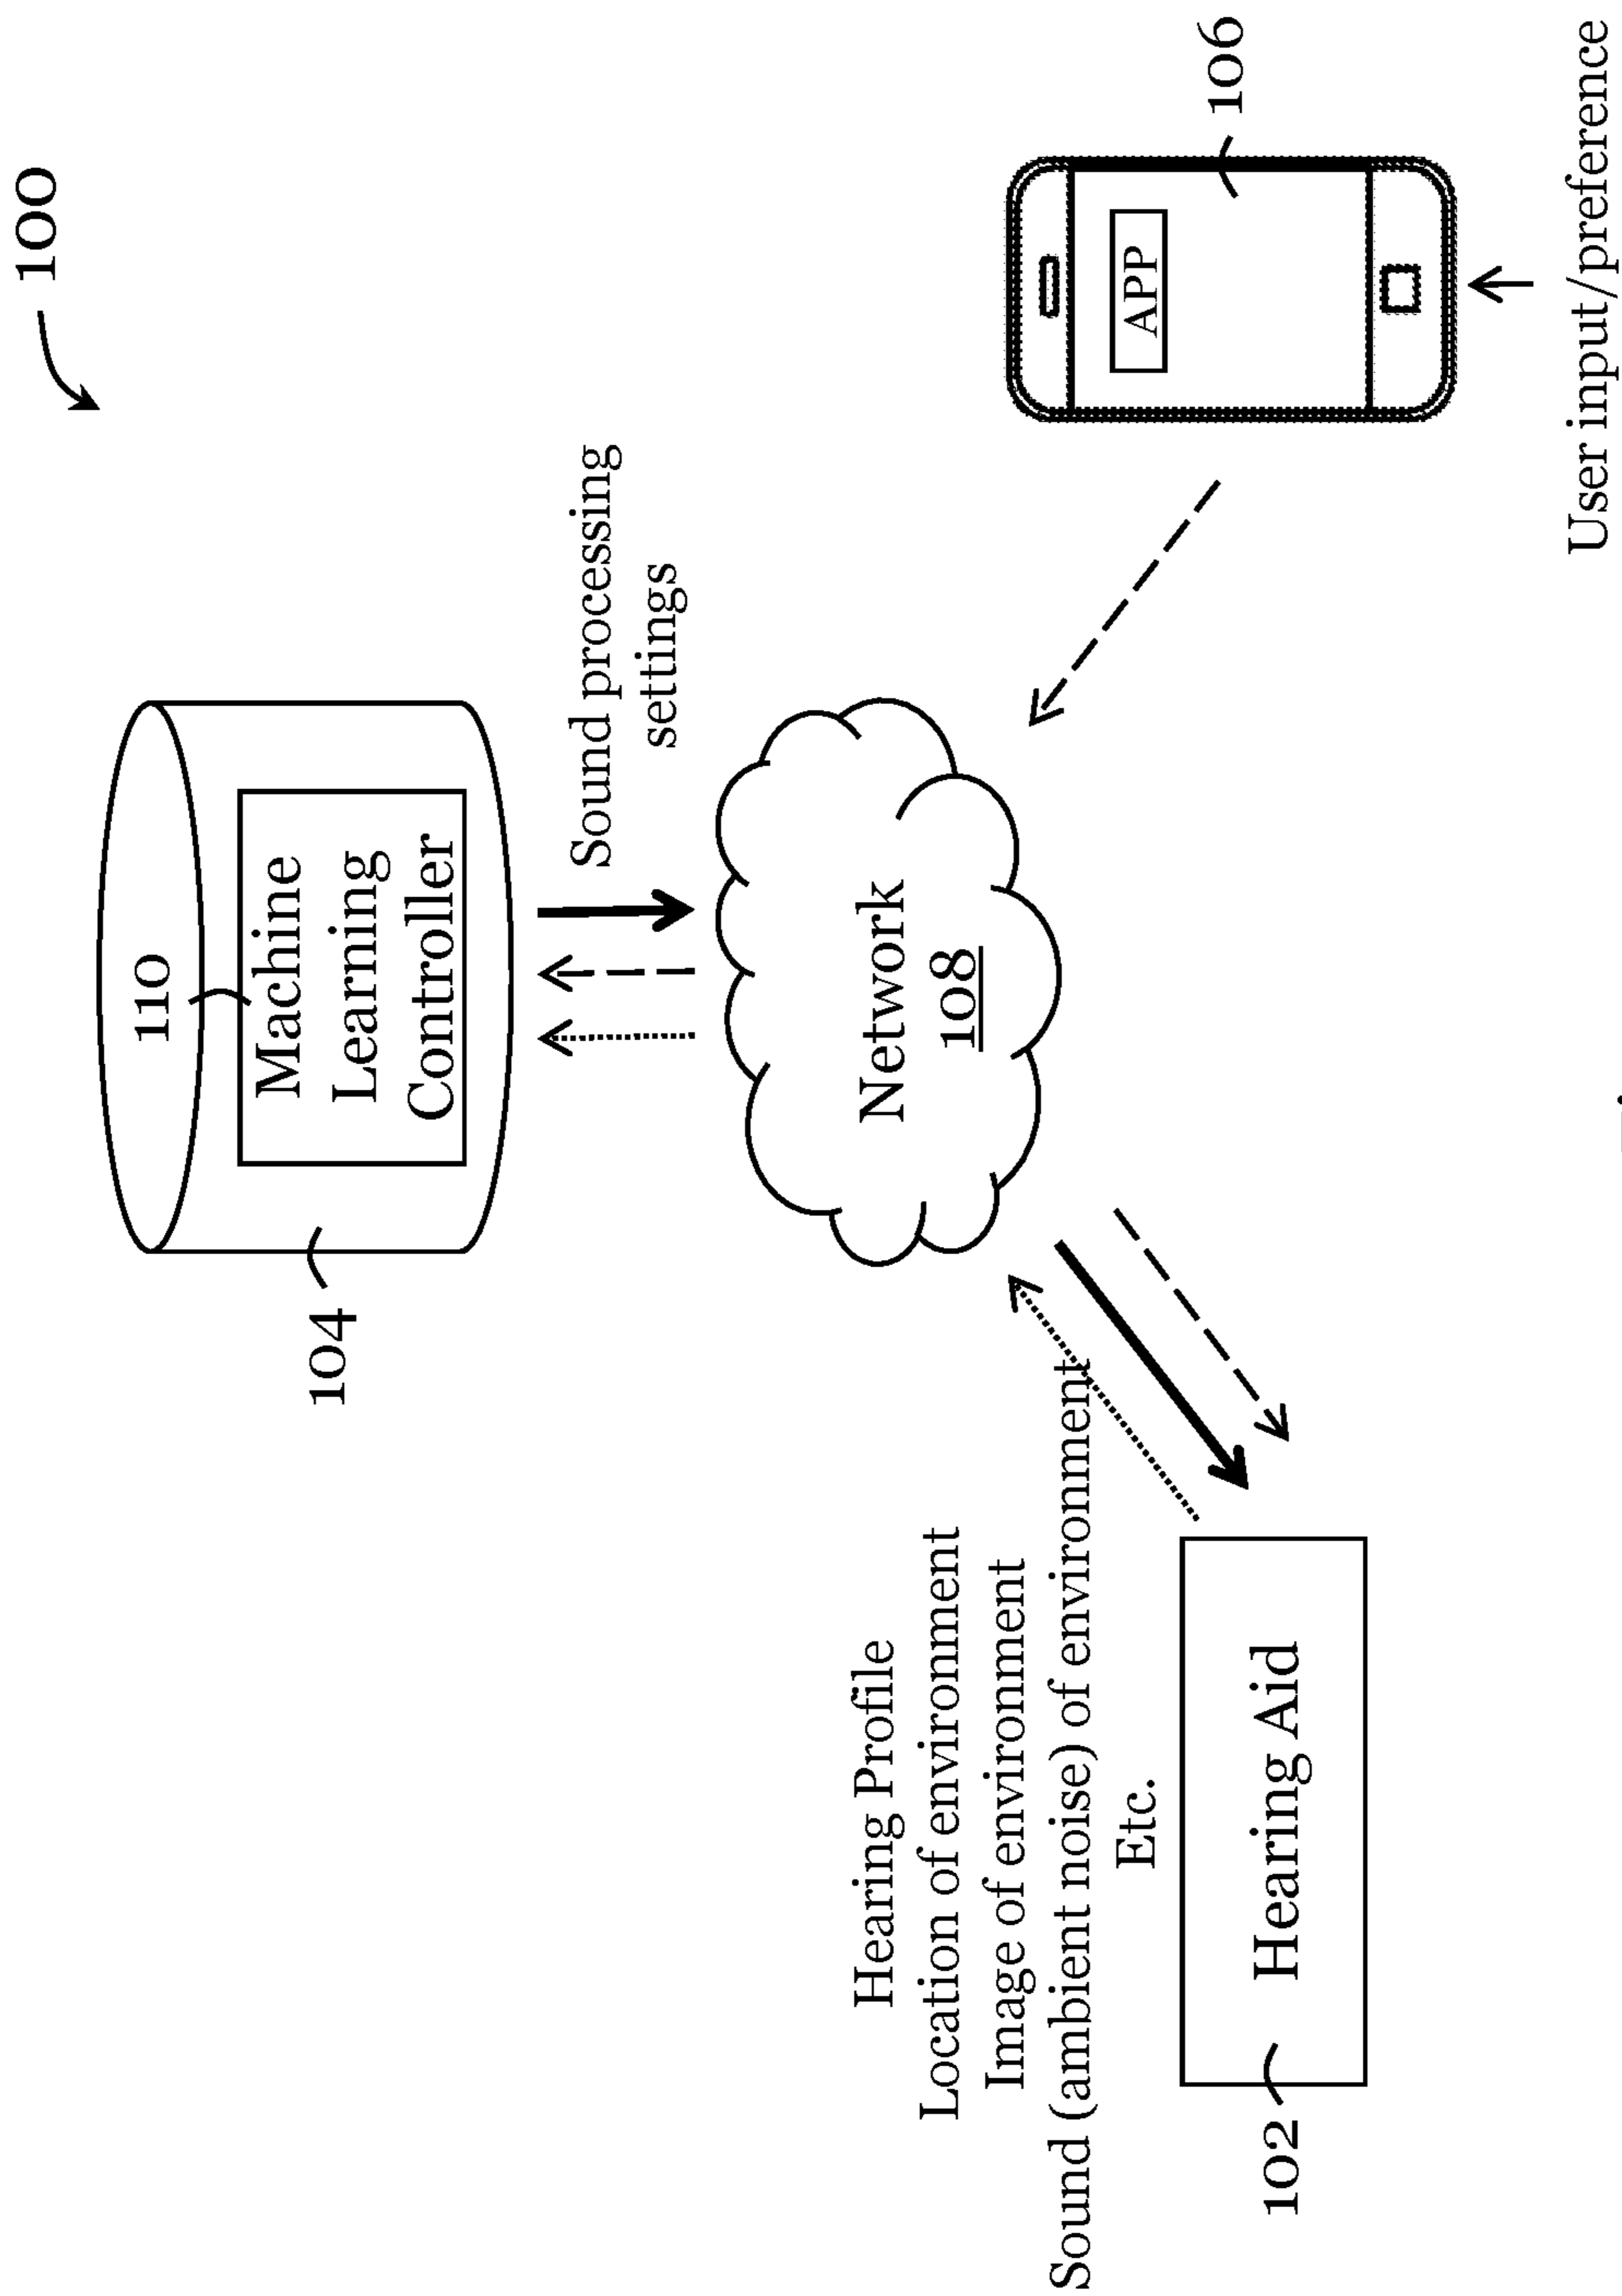 100
110
Machine
Learning
Controller
104
Sound processing
settings
Network
108
Hearing Profile
Location of environment
Image of environment
Sound (ambient noise) of environment
Etc.
Hearing Aid
102
APP
106
User input/preference